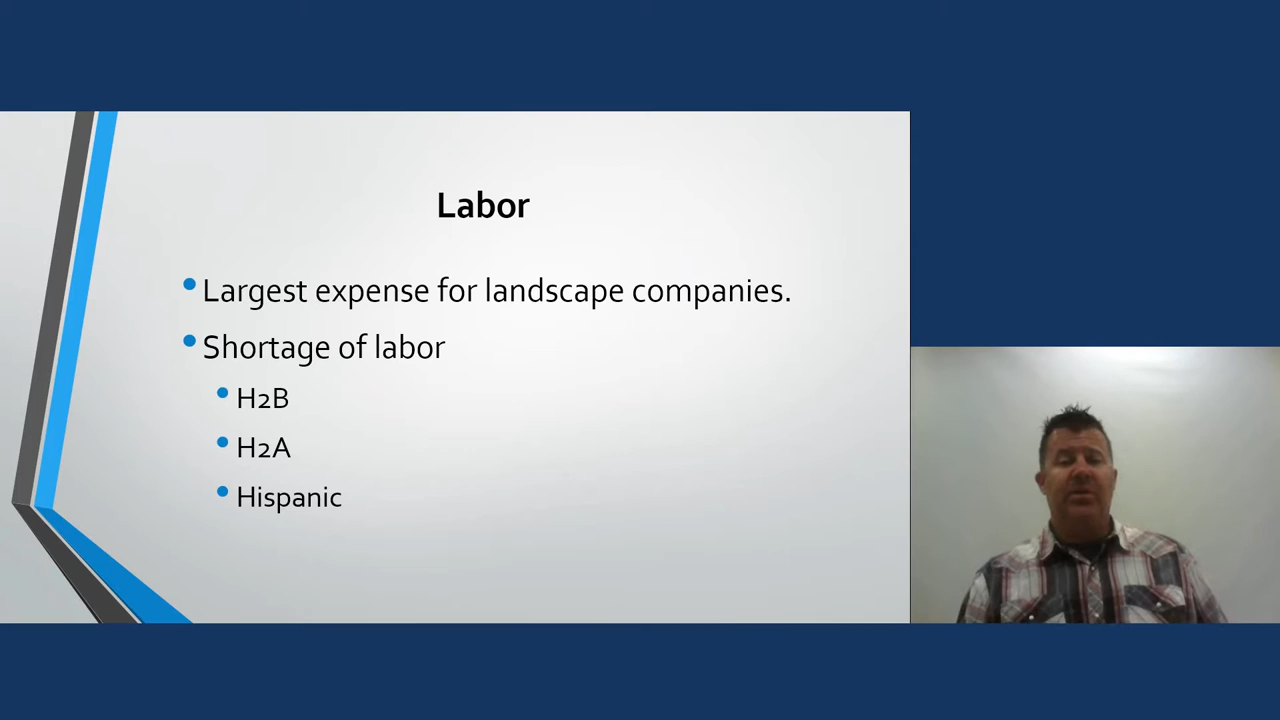 Labor
Largest expense for landscape companies.
Shortage of labor
H2B
H2A
Hispanic